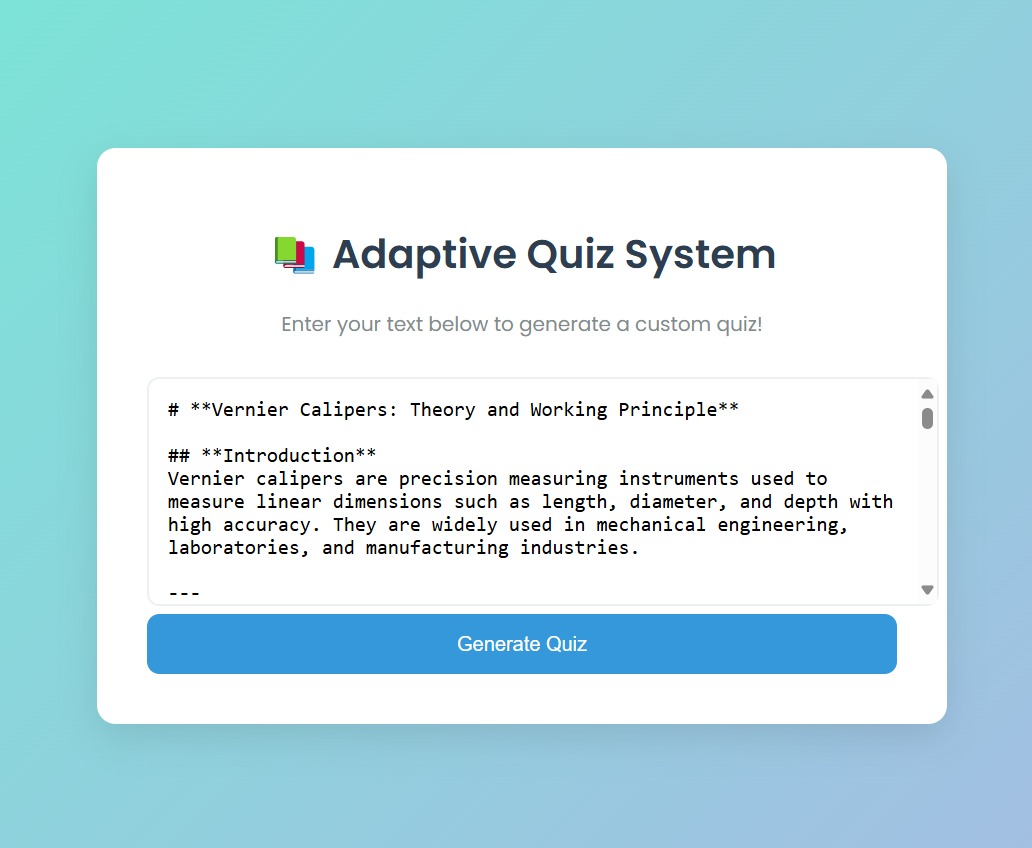 Adaptive Quiz System
Enter your text below to generate a custom quiz!
# **Vernier Calipers: Theory and Working Principle**
## **Introduction**
Vernier calipers are precision measuring instruments used to
measure linear dimensions such as length, diameter, and depth with
high accuracy. They are widely used in mechanical engineering,
laboratories, and manufacturing industries.
---
Generate Quiz